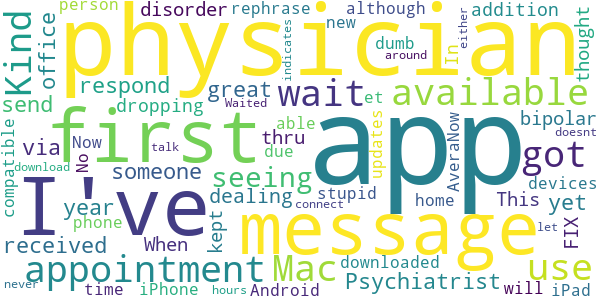 person disorder rephrase although addition
Kind office physician new dumb In around either thought
indicates
send respond great wait available
dropping Waited et
compatible via Now first thru able app updates AveraNow bipolar
No due got doesnt
download talk someone seeing stupid devices
I've year dealing home This yet
phone kept message connect let
received When FIX
appointment Mac downloaded use
Psychiatrist
never time iPhone hours Android will iPad